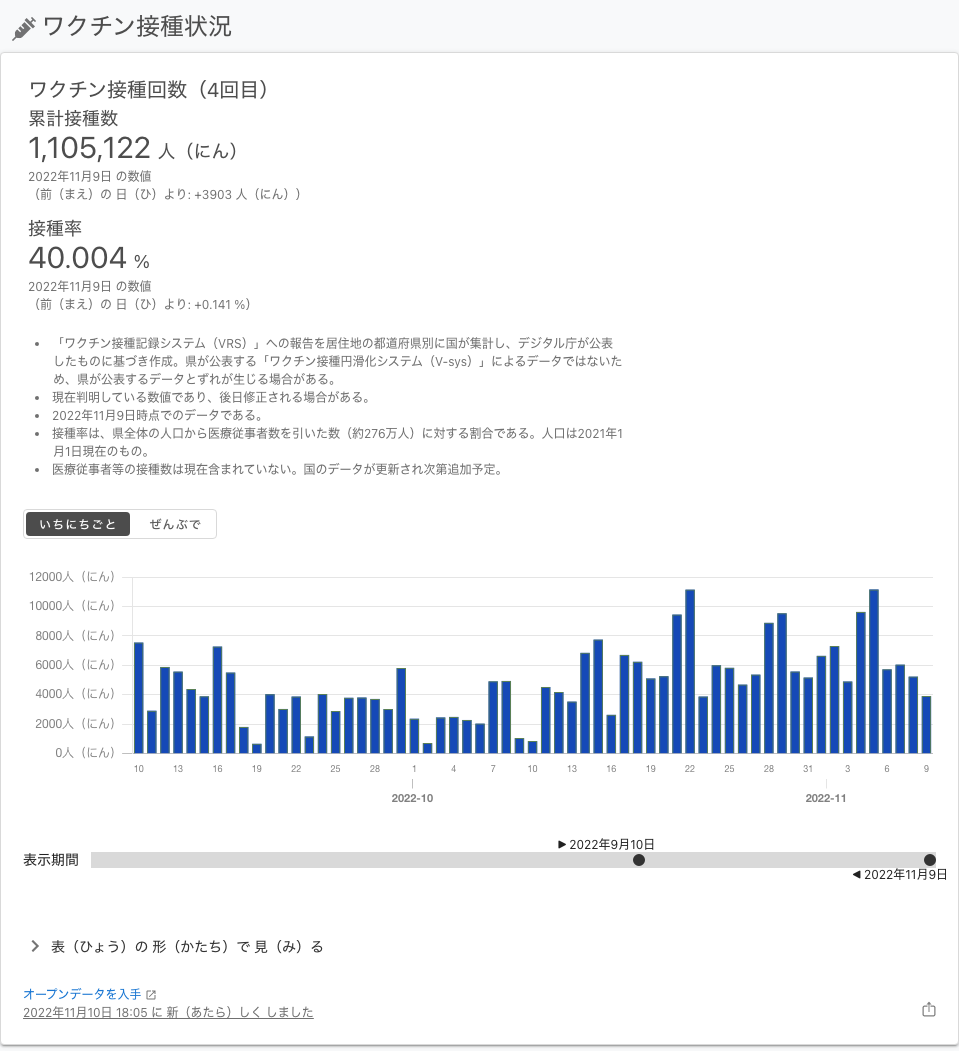 ワクチン接種状況
ワクチン接種回数（4回目）
累計接種数
1,105,122 人（にん）
2022年11月9日 の数値
（前（まえ）の 日（ひ）より: +3903 人（にん））
接種率
40.004 %
2022年11月9日 の数値
（前（まえ）の 日（ひ）より: +0.141 %）
• 「ワクチン接種記録システム（VRS）」への報告を居住地の都道府県別に国が集計し、デジタル庁が公表
したものに基づき作成。県が公表する「ワクチン接種円滑化システム（V-sys）」によるデータではないた
め、県が公表するデータとずれが生じる場合がある。
• 現在判明している数値であり、後日修正される場合がある。
• 2022年11月9日時点でのデータである。
• 接種率は、県全体の人口から医療従事者数を引いた数（約276万人）に対する割合である。人口は2021年1
月1日現在のもの。
• 医療従事者等の接種数は現在含まれていない。国のデータが更新され次第追加予定。
いちにちごと ぜんぶで
12000人（にん）
10000人（にん）
8000人（にん）
6000人（にん）
4000人（にん）
2000人（にん）
0人（にん）
10 13 16 19 22 25 28 1 4 7 10 13 16 19 22 25 28 31 3 6 9
2022-10 2022-11
▶ 2022年9月10日
表示期間
◀ 2022年11月9日
表（ひょう）の 形（かたち）で 見（み）る
オープンデータを入手
2022年11月10日 18:05 に 新（あたら）しく しました